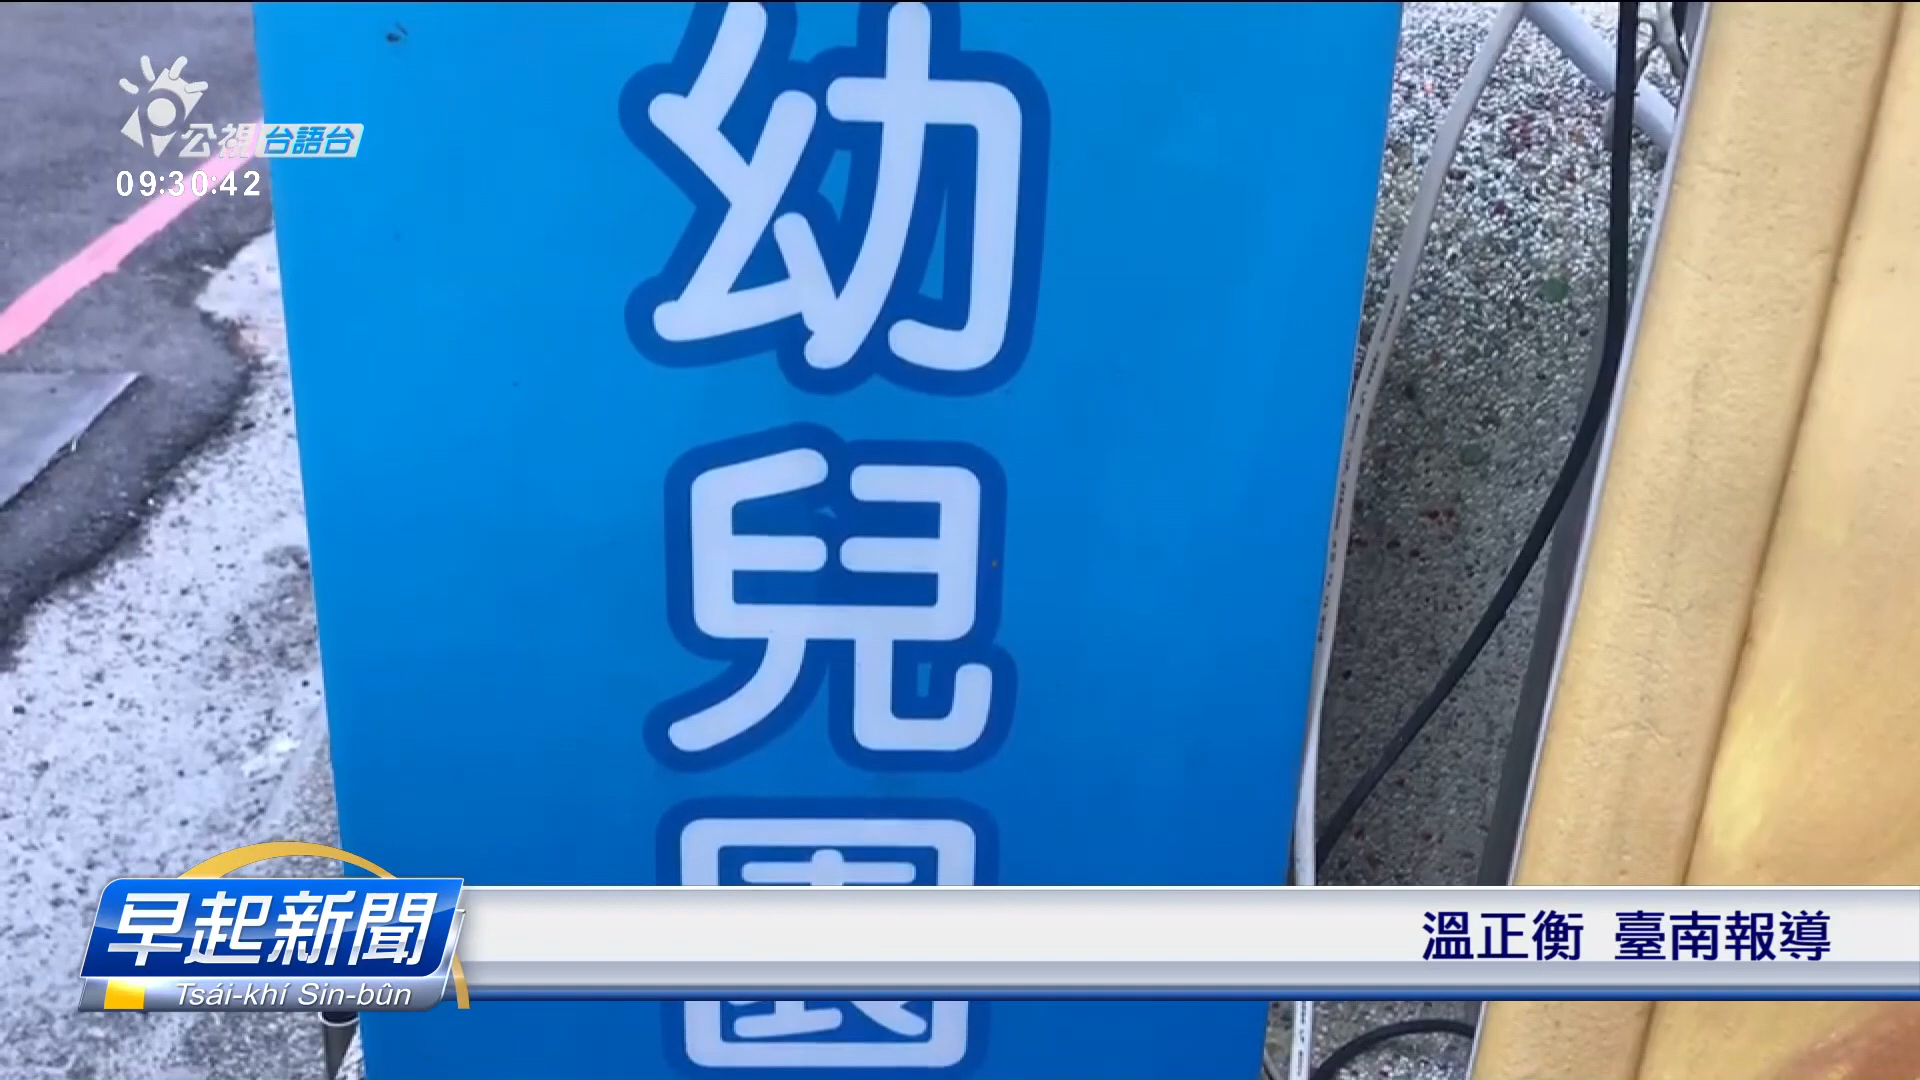 公視 台語台
09:30:42
幼
兒
園
早起新聞
Tsái-khí Sin-bûn
溫正衡 臺南報導